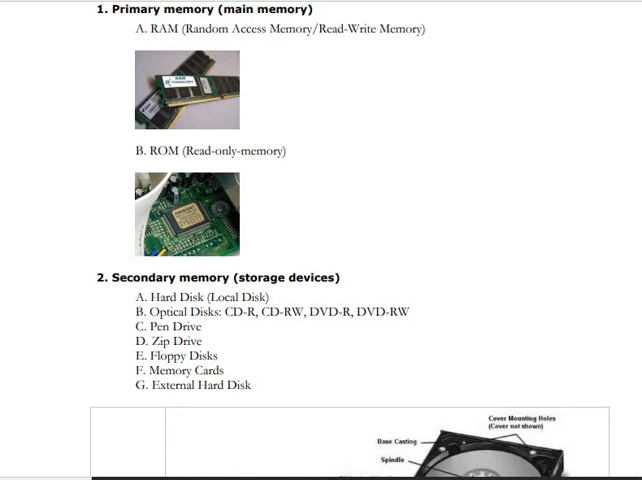 1. Primary memory (main memory)
A. RAM (Random Access Memory/Read-Write Memory)
RAM
B. ROM (Read-only-memory)
2. Secondary memory (storage devices)
A. Hard Disk (Local Disk)
B. Optical Disks: CD-R, CD-RW, DVD-R, DVD-RW
C. Pen Drive
D. Zip Drive
E. Floppy Disks
F. Memory Cards
G. External Hard Disk
Cover Mounting Holes
(Cover not shown)
Base Casting
Spindle